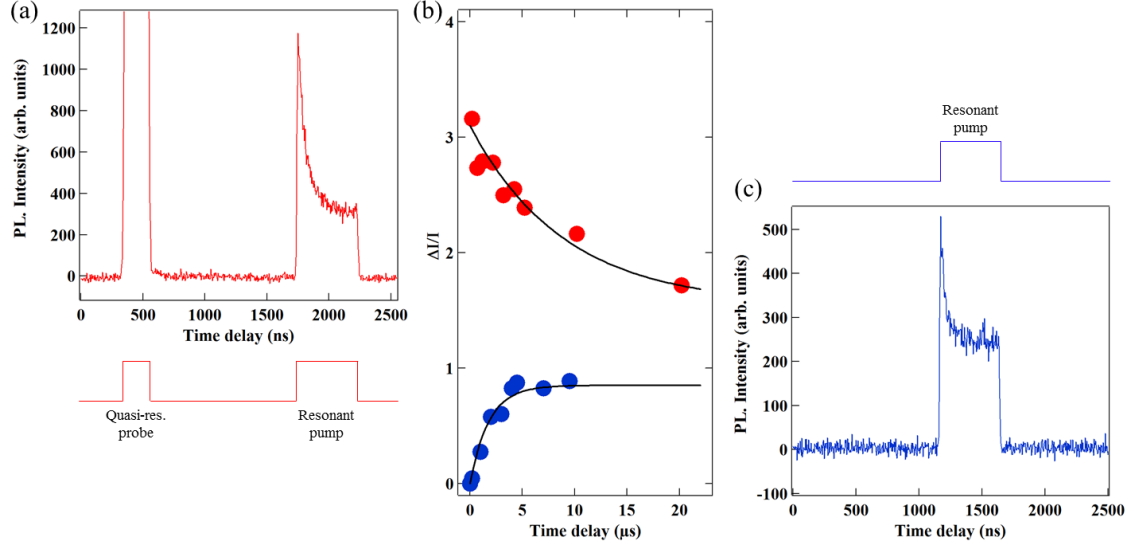 (a)
1200
1000
800
600
400
200
0
PL. Intensity (arb. units)
0 500 1000 1500 2000 2500
Time delay (ns)
Quasi-res.
probe
Resonant
pump
(b)
4
3
2
1
0
ΔI/I
0 5 10 15 20
Time delay (μs)
Resonant
pump
(c)
500
400
300
200
100
0
-100
PL. Intensity (arb. units)
0 500 1000 1500 2000 2500
Time delay (ns)